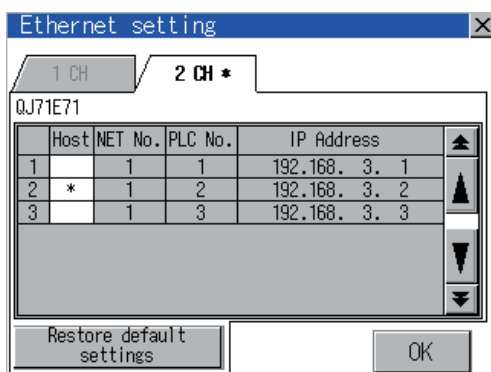 Ethernet setting
1 CH
2 CH *
QJ71E71
Host NET No. PLC No. IP Address
1 1 1 192.168. 3. 1
2 * 1 2 192.168. 3. 2
3 1 3 192.168. 3. 3
Restore default
settings
OK